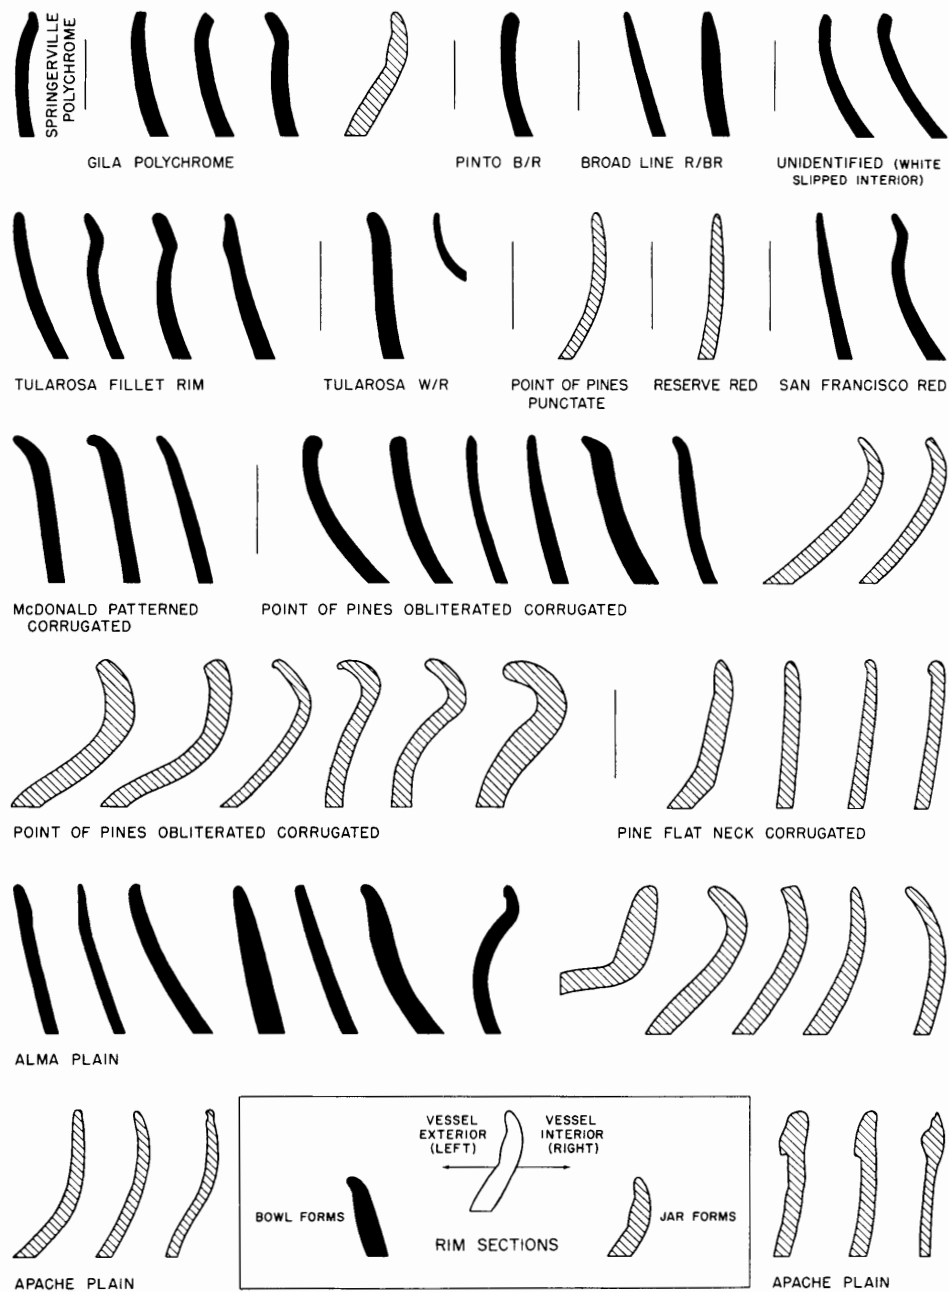 SPRINGERVILLE
POLYCHROME
GILA POLYCHROME
PINTO B/R
BROAD LINE R/BR
UNIDENTIFIED (WHITE
SLIPPED INTERIOR)
TULAROSA FILLET RIM
TULAROSA W/R
POINT OF PINES
PUNCTATE
RESERVE RED
SAN FRANCISCO RED
McDONALD PATTERNED
CORRUGATED
POINT OF PINES OBLITERATED CORRUGATED
POINT OF PINES OBLITERATED CORRUGATED
PINE FLAT NECK CORRUGATED
ALMA PLAIN
VESSEL
EXTERIOR
(LEFT)
VESSEL
INTERIOR
(RIGHT)
BOWL FORMS
JAR FORMS
RIM SECTIONS
APACHE PLAIN
APACHE PLAIN